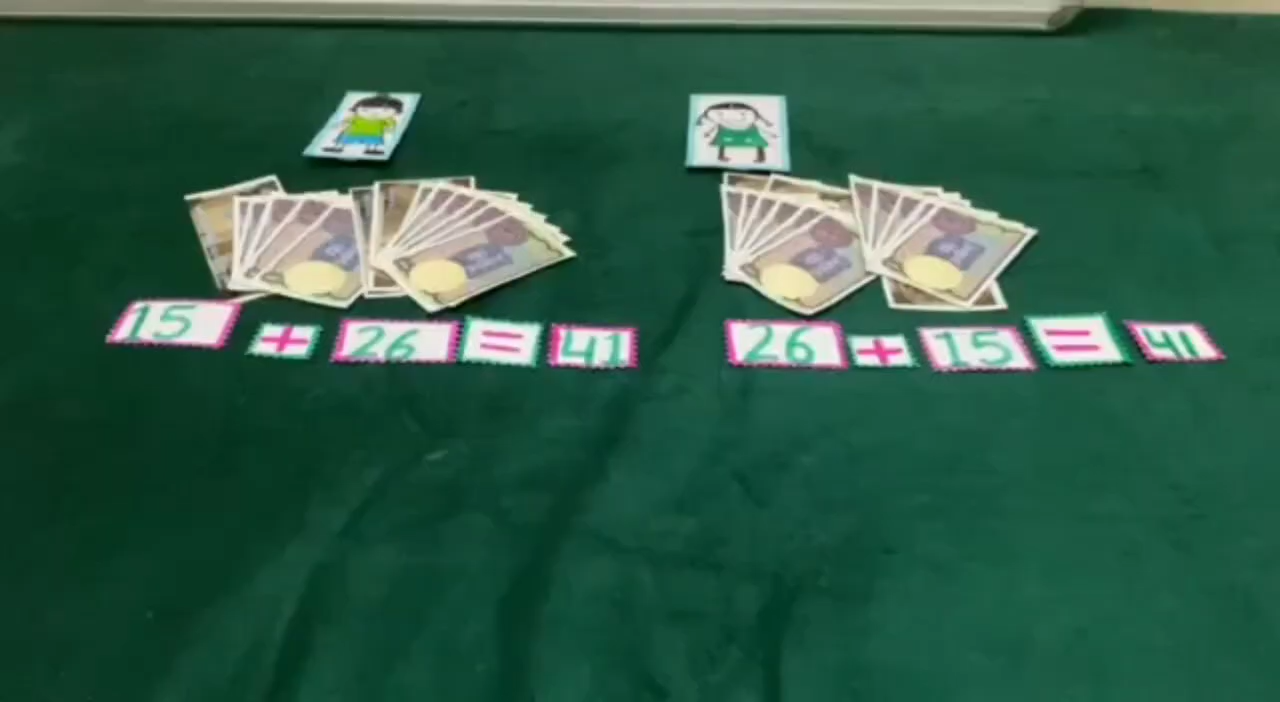 15 + 26 = 41
26 + 15 = 41